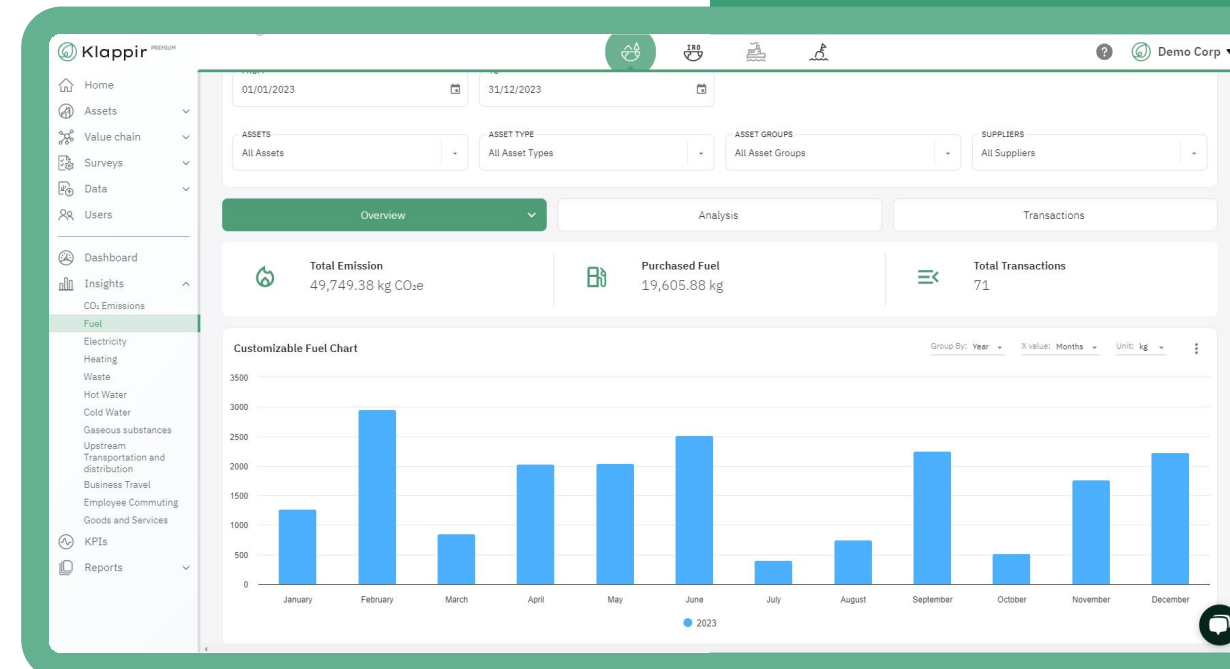 Klappir PREMIUM
IRO
Demo Corp
Home
Assets
Value chain
Surveys
Data
Users
Dashboard
Insights
CO₂ Emissions
Fuel
Electricity
Heating
Waste
Hot Water
Cold Water
Gaseous substances
Upstream
Transportation and
distribution
Business Travel
Employee Commuting
Goods and Services
KPIs
Reports
01/01/2023
31/12/2023
ASSETS
All Assets
ASSET TYPE
All Asset Types
ASSET GROUPS
All Asset Groups
SUPPLIERS
All Suppliers
Overview
Analysis
Transactions
Total Emission
49,749.38 kg CO₂e
Purchased Fuel
19,605.88 kg
Total Transactions
71
Customizable Fuel Chart
Group By: Year
X value: Months
Unit: kg
3500
3000
2500
2000
1500
1000
500
0
January
February
March
April
May
June
July
August
September
October
November
December
2023